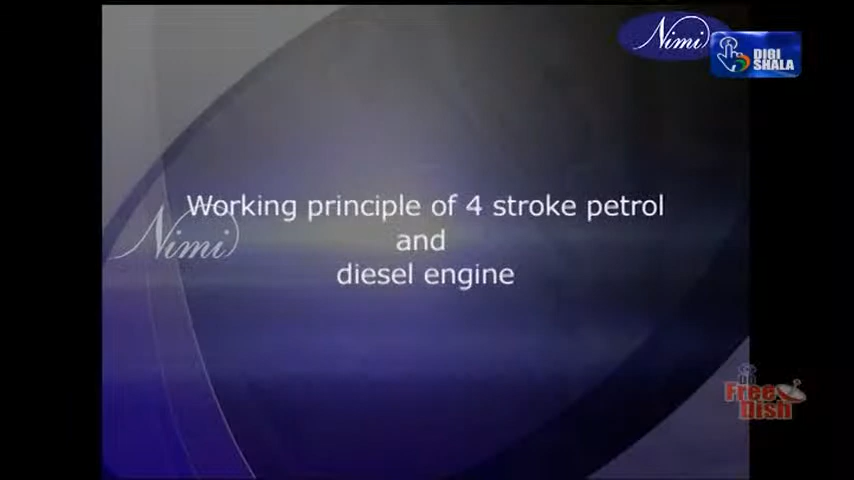 Nimi
DIGI
SHALA
Working principle of 4 stroke petrol
and
diesel engine
Nimi
Free
Dish